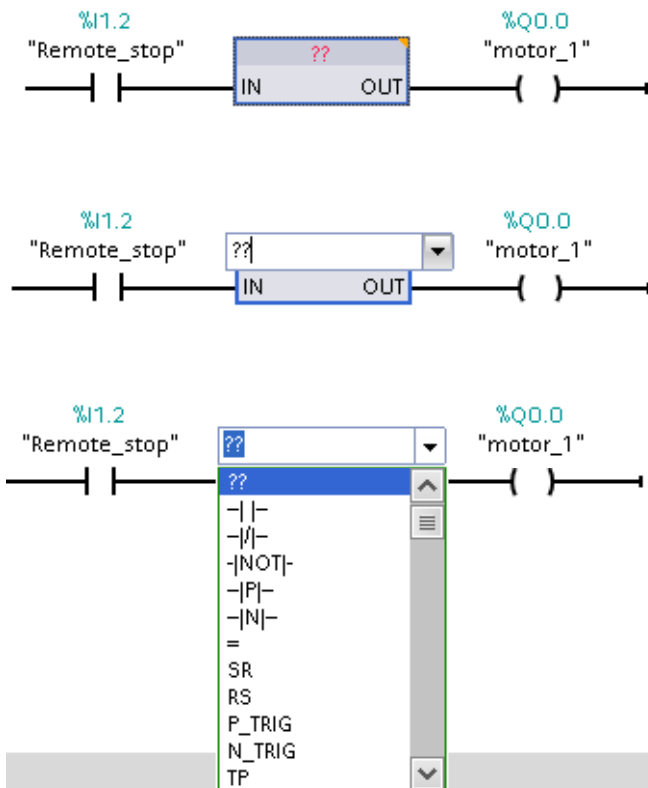 %I1.2 %Q0.0
"Remote_stop" ?? "motor_1"
IN OUT
%I1.2 %Q0.0
"Remote_stop" ?? "motor_1"
IN OUT
%I1.2 %Q0.0
"Remote_stop" ?? "motor_1"
??
–| |–
–|/|–
-|NOT|-
–|P|–
–|N|–
=
SR
RS
P_TRIG
N_TRIG
TP